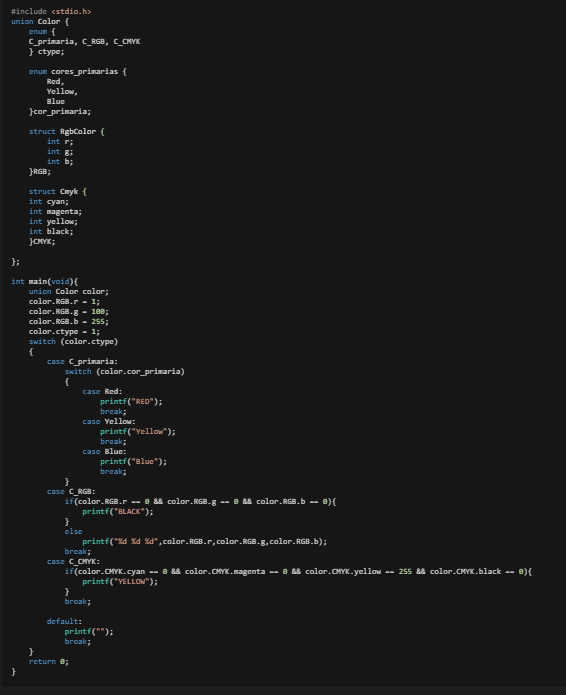 #include <stdio.h>
union Color {
    enum {
    C_primaria, C_RGB, C_CMYK
    } ctype;

    enum cores_primarias {
        Red,
        Yellow,
        Blue
    }cor_primaria;

    struct RgbColor {
        int r;
        int g;
        int b;
    }RGB;

    struct Cmyk {
    int cyan;
    int magenta;
    int yellow;
    int black;
    }CMYK;

};

int main(void){
    union Color color;
    color.RGB.r = 1;
    color.RGB.g = 100;
    color.RGB.b = 255;
    color.ctype = 1;
    switch (color.ctype)
    {
        case C_primaria:
            switch (color.cor_primaria)
            {
                case Red:
                    printf("RED");
                    break;
                case Yellow:
                    printf("Yellow");
                    break;
                case Blue:
                    printf("Blue");
                    break;
            }
        case C_RGB:
            if(color.RGB.r == 0 && color.RGB.g == 0 && color.RGB.b == 0){
                printf("BLACK");
            }
            else
                printf("%d %d %d",color.RGB.r,color.RGB.g,color.RGB.b);
            break;
        case C_CMYK:
            if(color.CMYK.cyan == 0 && color.CMYK.magenta == 0 && color.CMYK.yellow == 255 && color.CMYK.black == 0){
                printf("YELLOW");
            }
            break;

        default:
            printf("");
            break;
    }
    return 0;
}